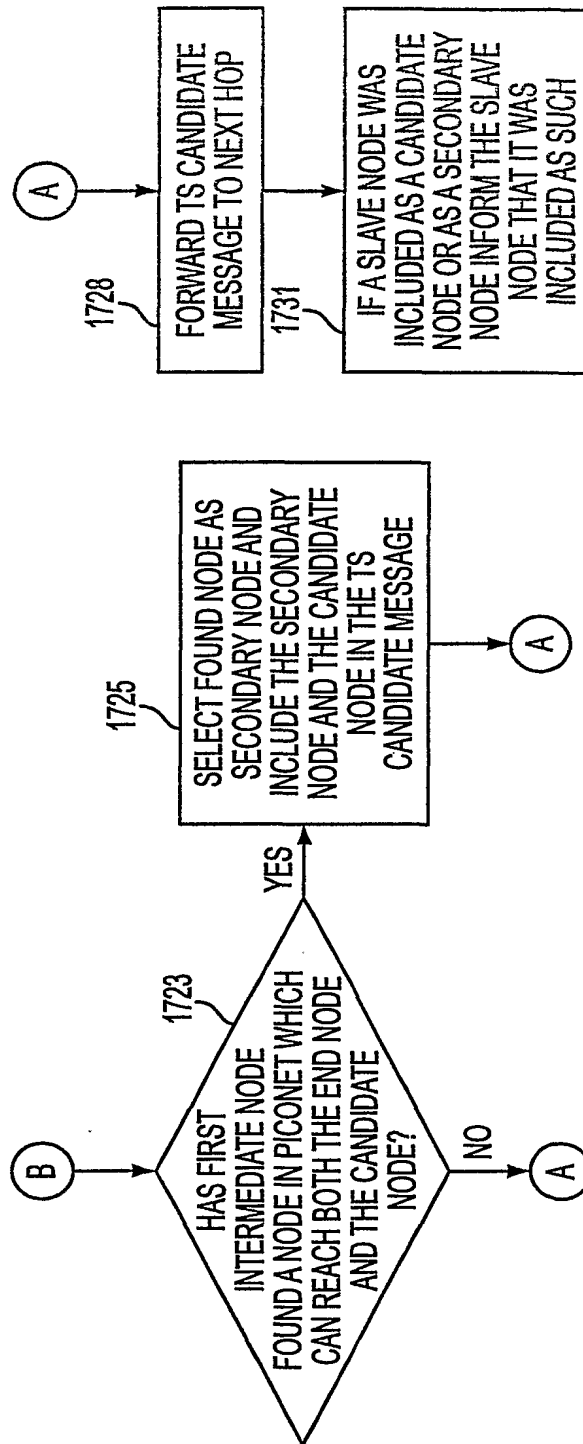 B
1723
HAS FIRST
INTERMEDIATE NODE
FOUND A NODE IN PICONET WHICH
CAN REACH BOTH THE END NODE
AND THE CANDIDATE
NODE?
YES
NO
A
1725
SELECT FOUND NODE AS
SECONDARY NODE AND
INCLUDE THE SECONDARY
NODE AND THE CANDIDATE
NODE IN THE TS
CANDIDATE MESSAGE
A
A
1728
FORWARD TS CANDIDATE
MESSAGE TO NEXT HOP
1731
IF A SLAVE NODE WAS
INCLUDED AS A CANDIDATE
NODE OR AS A SECONDARY
NODE INFORM THE SLAVE
NODE THAT IT WAS
INCLUDED AS SUCH